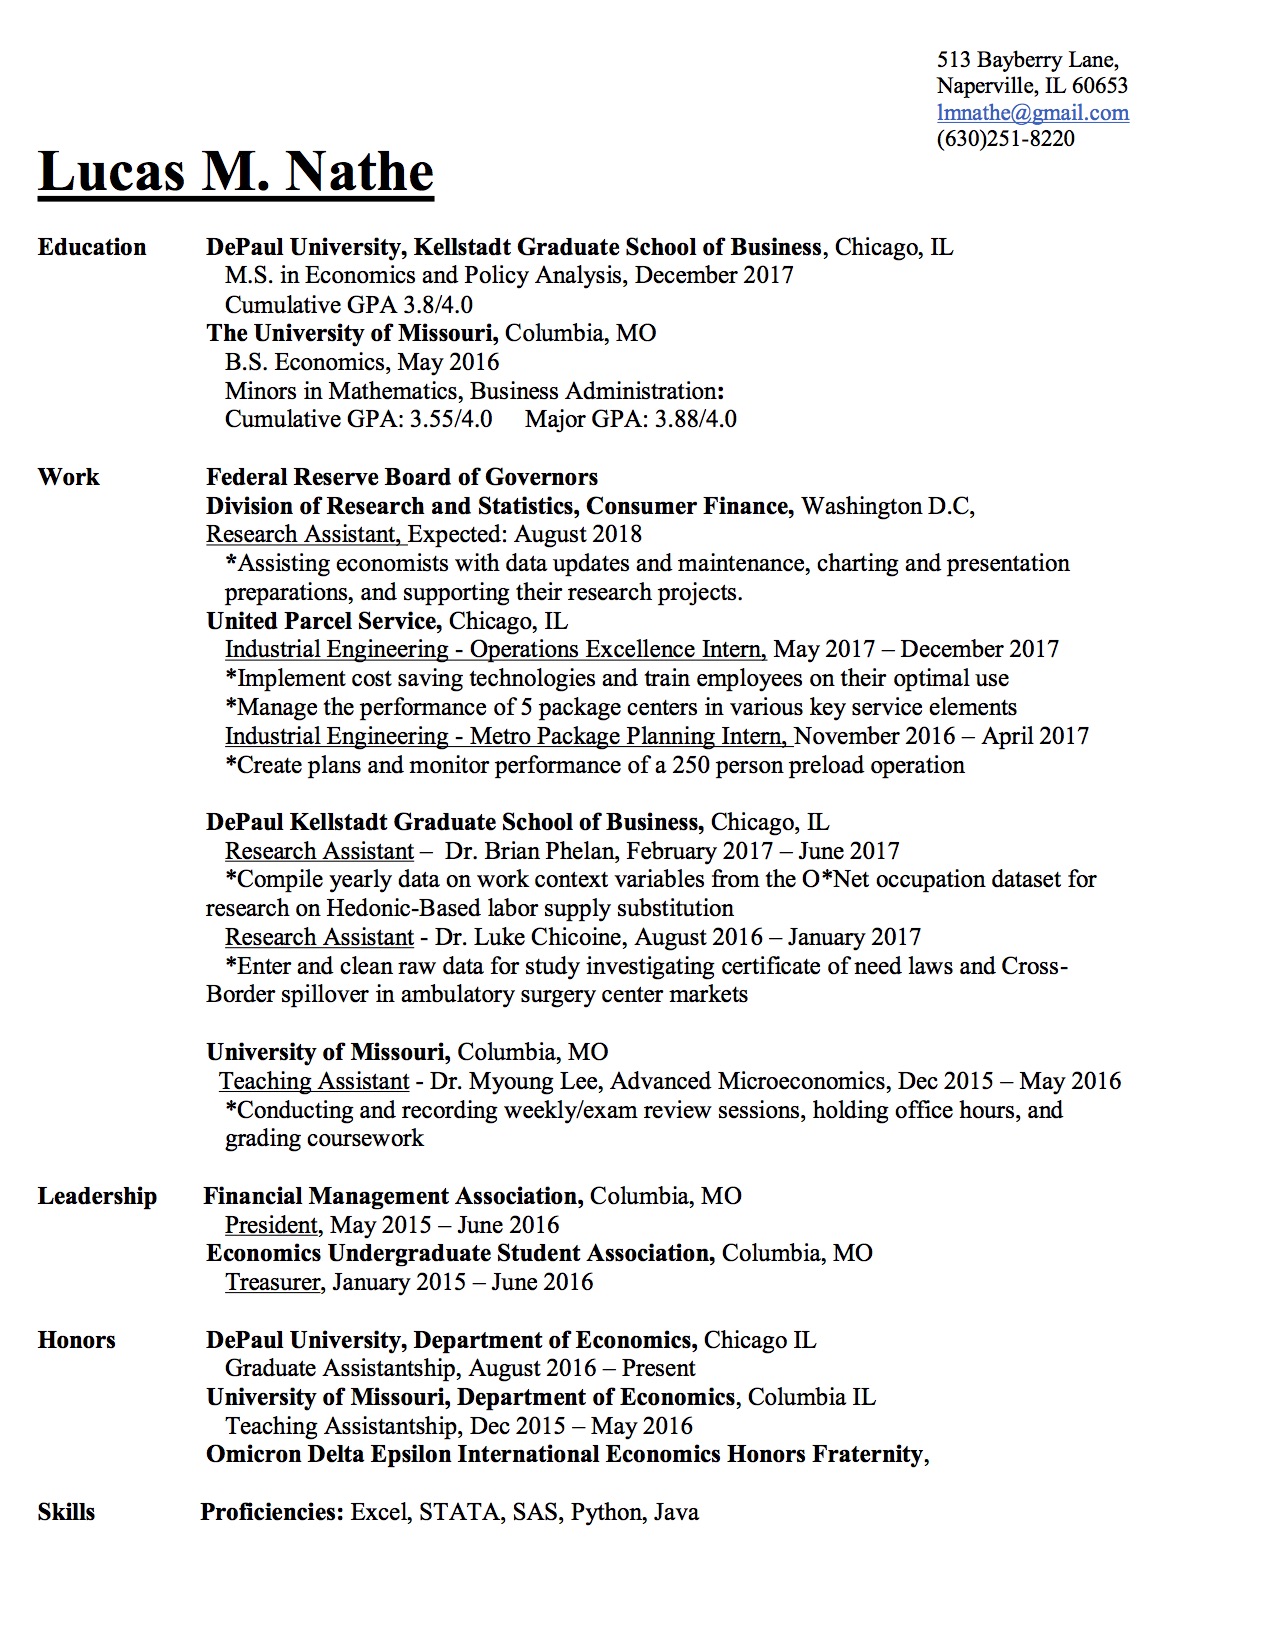 513 Bayberry Lane,
Naperville, IL 60653
lmnathe@gmail.com
(630)251-8220
Lucas M. Nathe
Education DePaul University, Kellstadt Graduate School of Business, Chicago, IL
M.S. in Economics and Policy Analysis, December 2017
Cumulative GPA 3.8/4.0
The University of Missouri, Columbia, MO
B.S. Economics, May 2016
Minors in Mathematics, Business Administration:
Cumulative GPA: 3.55/4.0 Major GPA: 3.88/4.0
Work Federal Reserve Board of Governors
Division of Research and Statistics, Consumer Finance, Washington D.C,
Research Assistant, Expected: August 2018
*Assisting economists with data updates and maintenance, charting and presentation
preparations, and supporting their research projects.
United Parcel Service, Chicago, IL
Industrial Engineering - Operations Excellence Intern, May 2017 – December 2017
*Implement cost saving technologies and train employees on their optimal use
*Manage the performance of 5 package centers in various key service elements
Industrial Engineering - Metro Package Planning Intern, November 2016 – April 2017
*Create plans and monitor performance of a 250 person preload operation
DePaul Kellstadt Graduate School of Business, Chicago, IL
Research Assistant – Dr. Brian Phelan, February 2017 – June 2017
*Compile yearly data on work context variables from the O*Net occupation dataset for
research on Hedonic-Based labor supply substitution
Research Assistant - Dr. Luke Chicoine, August 2016 – January 2017
*Enter and clean raw data for study investigating certificate of need laws and Cross-
Border spillover in ambulatory surgery center markets
University of Missouri, Columbia, MO
Teaching Assistant - Dr. Myoung Lee, Advanced Microeconomics, Dec 2015 – May 2016
*Conducting and recording weekly/exam review sessions, holding office hours, and
grading coursework
Leadership Financial Management Association, Columbia, MO
President, May 2015 – June 2016
Economics Undergraduate Student Association, Columbia, MO
Treasurer, January 2015 – June 2016
Honors DePaul University, Department of Economics, Chicago IL
Graduate Assistantship, August 2016 – Present
University of Missouri, Department of Economics, Columbia IL
Teaching Assistantship, Dec 2015 – May 2016
Omicron Delta Epsilon International Economics Honors Fraternity,
Skills Proficiencies: Excel, STATA, SAS, Python, Java